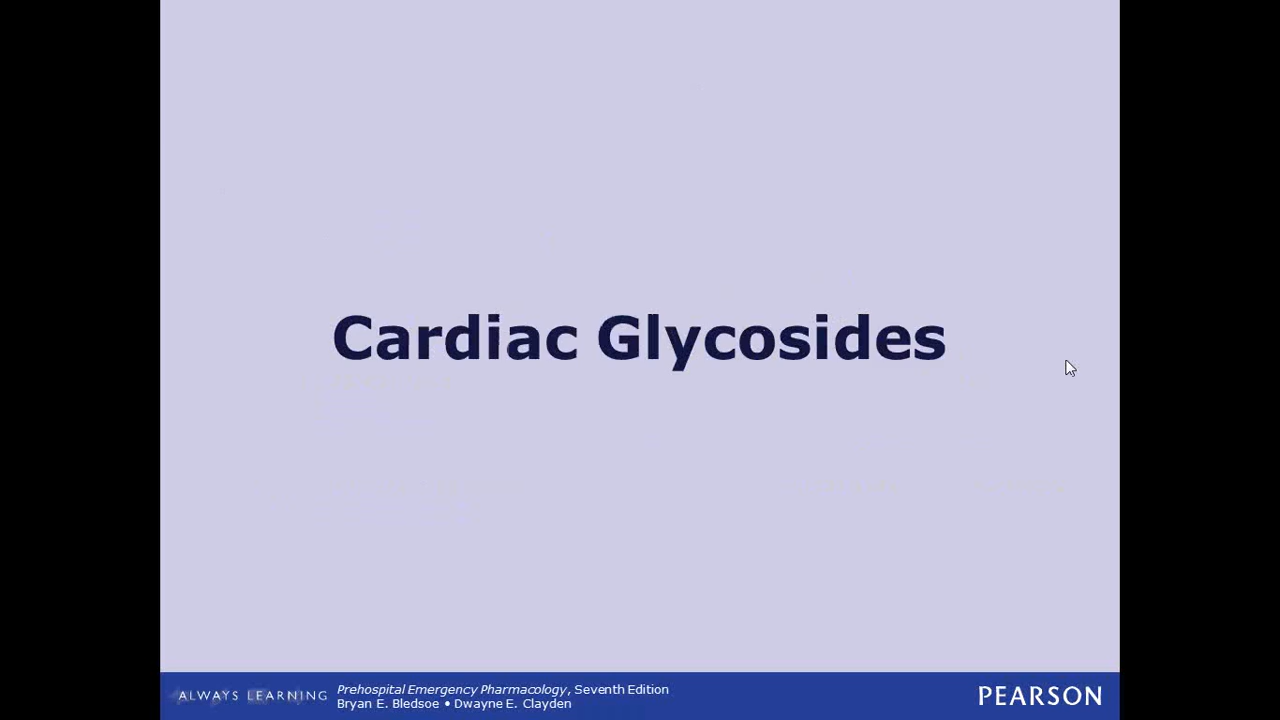 Cardiac Glycosides
ALWAYS LEARNING
Prehospital Emergency Pharmacology, Seventh Edition
Bryan E. Bledsoe • Dwayne E. Clayden
PEARSON